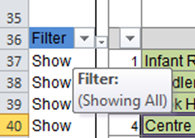 35
36 Filter
37 Show 1 Infant R
38 Show
39 Show
40 Show 4 Centre
Filter:
(Showing All)